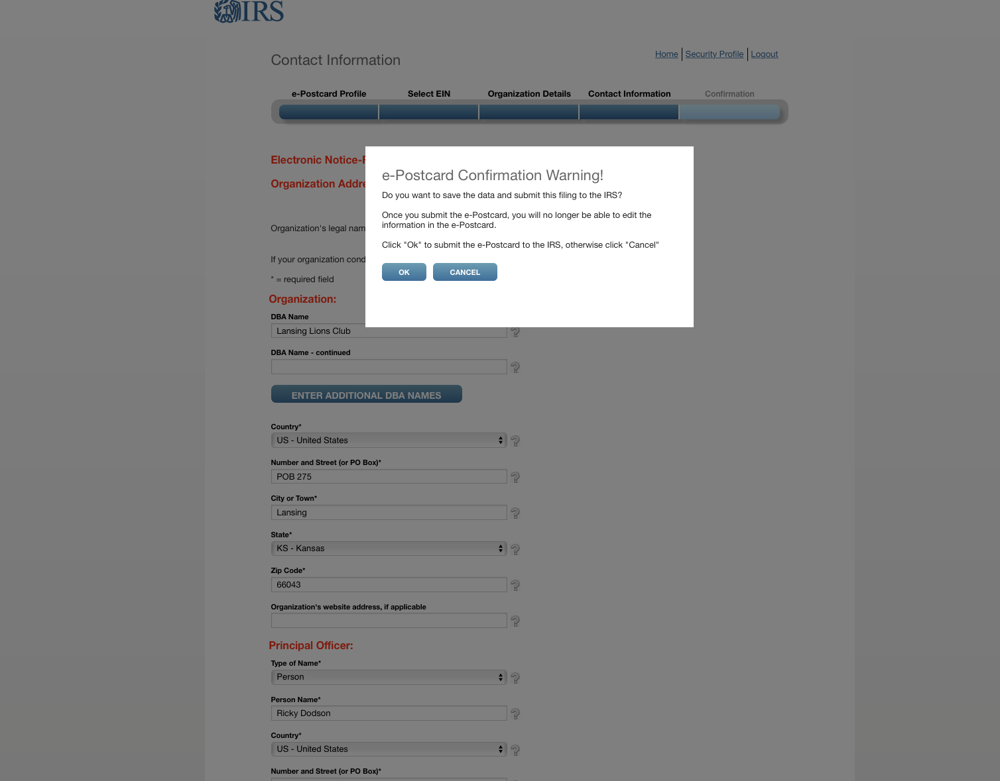 IRS
Contact Information
Home
Security Profile
Logout
e-Postcard Profile
Select EIN
Organization Details
Contact Information
Confirmation
Electronic Notice-
Organization Addre
e-Postcard Confirmation Warning!
Do you want to save the data and submit this filing to the IRS?
Once you submit the e-Postcard, you will no longer be able to edit the
information in the e-Postcard.
Click "Ok" to submit the e-Postcard to the IRS, otherwise click "Cancel"
OK
CANCEL
Organization's legal nam
If your organization cond
* = required field
Organization:
DBA Name
Lansing Lions Club
DBA Name - continued
ENTER ADDITIONAL DBA NAMES
Country*
US - United States
Number and Street (or PO Box)*
POB 275
City or Town*
Lansing
State*
KS - Kansas
Zip Code*
66043
Organization's website address, if applicable
Principal Officer:
Type of Name*
Person
Person Name*
Ricky Dodson
Country*
US - United States
Number and Street (or PO Box)*